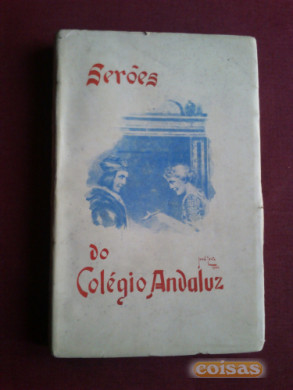 Serões
do
Colégio Andaluz
coisas